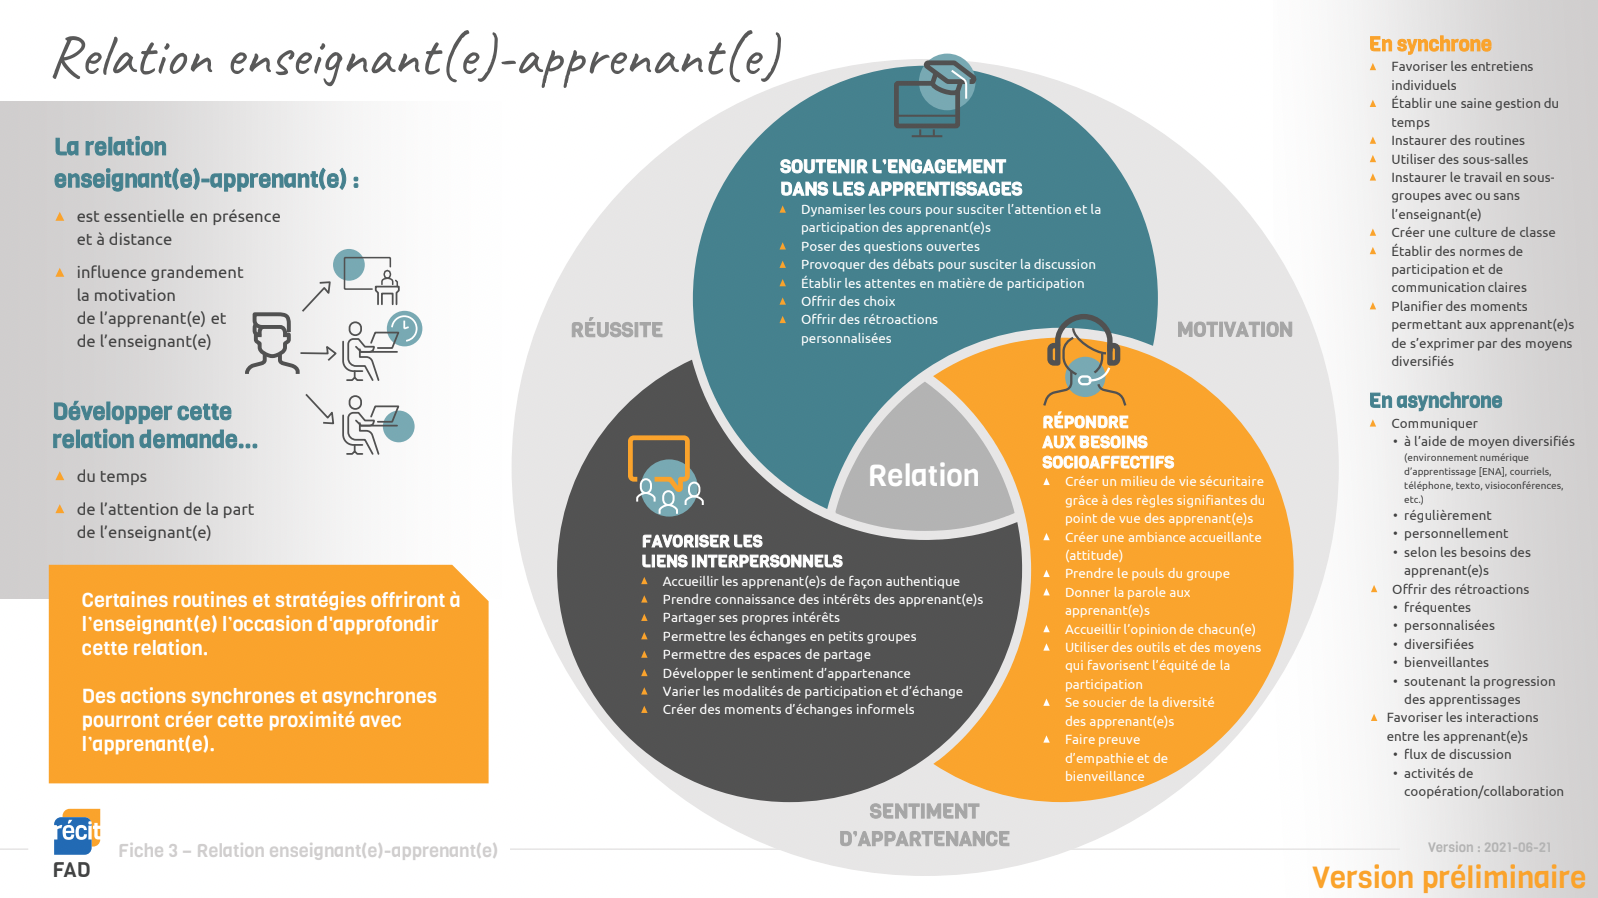 Relation enseignant(e)-apprenant(e)
La relation
enseignant(e)-apprenant(e) :
est essentielle en présence
et à distance
influence grandement
la motivation
de l'apprenant(e) et
de l'enseignant(e)
Développer cette
relation demande...
du temps
de l'attention de la part
de l'enseignant(e)
Certaines routines et stratégies offriront à
l'enseignant(e) l'occasion d'approfondir
cette relation.
Des actions synchrones et asynchrones
pourront créer cette proximité avec
l'apprenant(e).
SOUTENIR L'ENGAGEMENT
DANS LES APPRENTISSAGES
Dynamiser les cours pour susciter l'attention et la
participation des apprenant(e)s
Poser des questions ouvertes
Provoquer des débats pour susciter la discussion
Établir les attentes en matière de participation
Offrir des choix
Offrir des rétroactions
personnalisées
RÉUSSITE
MOTIVATION
Relation
RÉPONDRE
AUX BESOINS
SOCIOAFFECTIFS
Créer un milieu de vie sécuritaire
grâce à des règles signifiantes du
point de vue des apprenant(e)s
Créer une ambiance accueillante
(attitude)
Prendre le pouls du groupe
Donner la parole aux
apprenant(e)s
Accueillir l'opinion de chacun(e)
Utiliser des outils et des moyens
qui favorisent l'équité de la
participation
Se soucier de la diversité
des apprenant(e)s
Faire preuve
d'empathie et de
bienveillance
FAVORISER LES
LIENS INTERPERSONNELS
Accueillir les apprenant(e)s de façon authentique
Prendre connaissance des intérêts des apprenant(e)s
Partager ses propres intérêts
Permettre les échanges en petits groupes
Permettre des espaces de partage
Développer le sentiment d'appartenance
Varier les modalités de participation et d'échange
Créer des moments d'échanges informels
SENTIMENT
D'APPARTENANCE
En synchrone
Favoriser les entretiens
individuels
Établir une saine gestion du
temps
Instaurer des routines
Utiliser des sous-salles
Instaurer le travail en sous-
groupes avec ou sans
l'enseignant(e)
Créer une culture de classe
Établir des normes de
participation et de
communication claires
Planifier des moments
permettant aux apprenant(e)s
de s'exprimer par des moyens
diversifiés
En asynchrone
Communiquer
• à l'aide de moyen diversifiés
(environnement numérique
d'apprentissage [ENA], courriels,
téléphone, texto, visioconférences,
etc.)
• régulièrement
• personnellement
• selon les besoins des
apprenant(e)s
Offrir des rétroactions
• fréquentes
• personnalisées
• diversifiées
• bienveillantes
• soutenant la progression
des apprentissages
Favoriser les interactions
entre les apprenant(e)s
• flux de discussion
• activités de
coopération/collaboration
récit
FAD
Fiche 3 – Relation enseignant(e)-apprenant(e)
Version : 2021-06-21
Version préliminaire